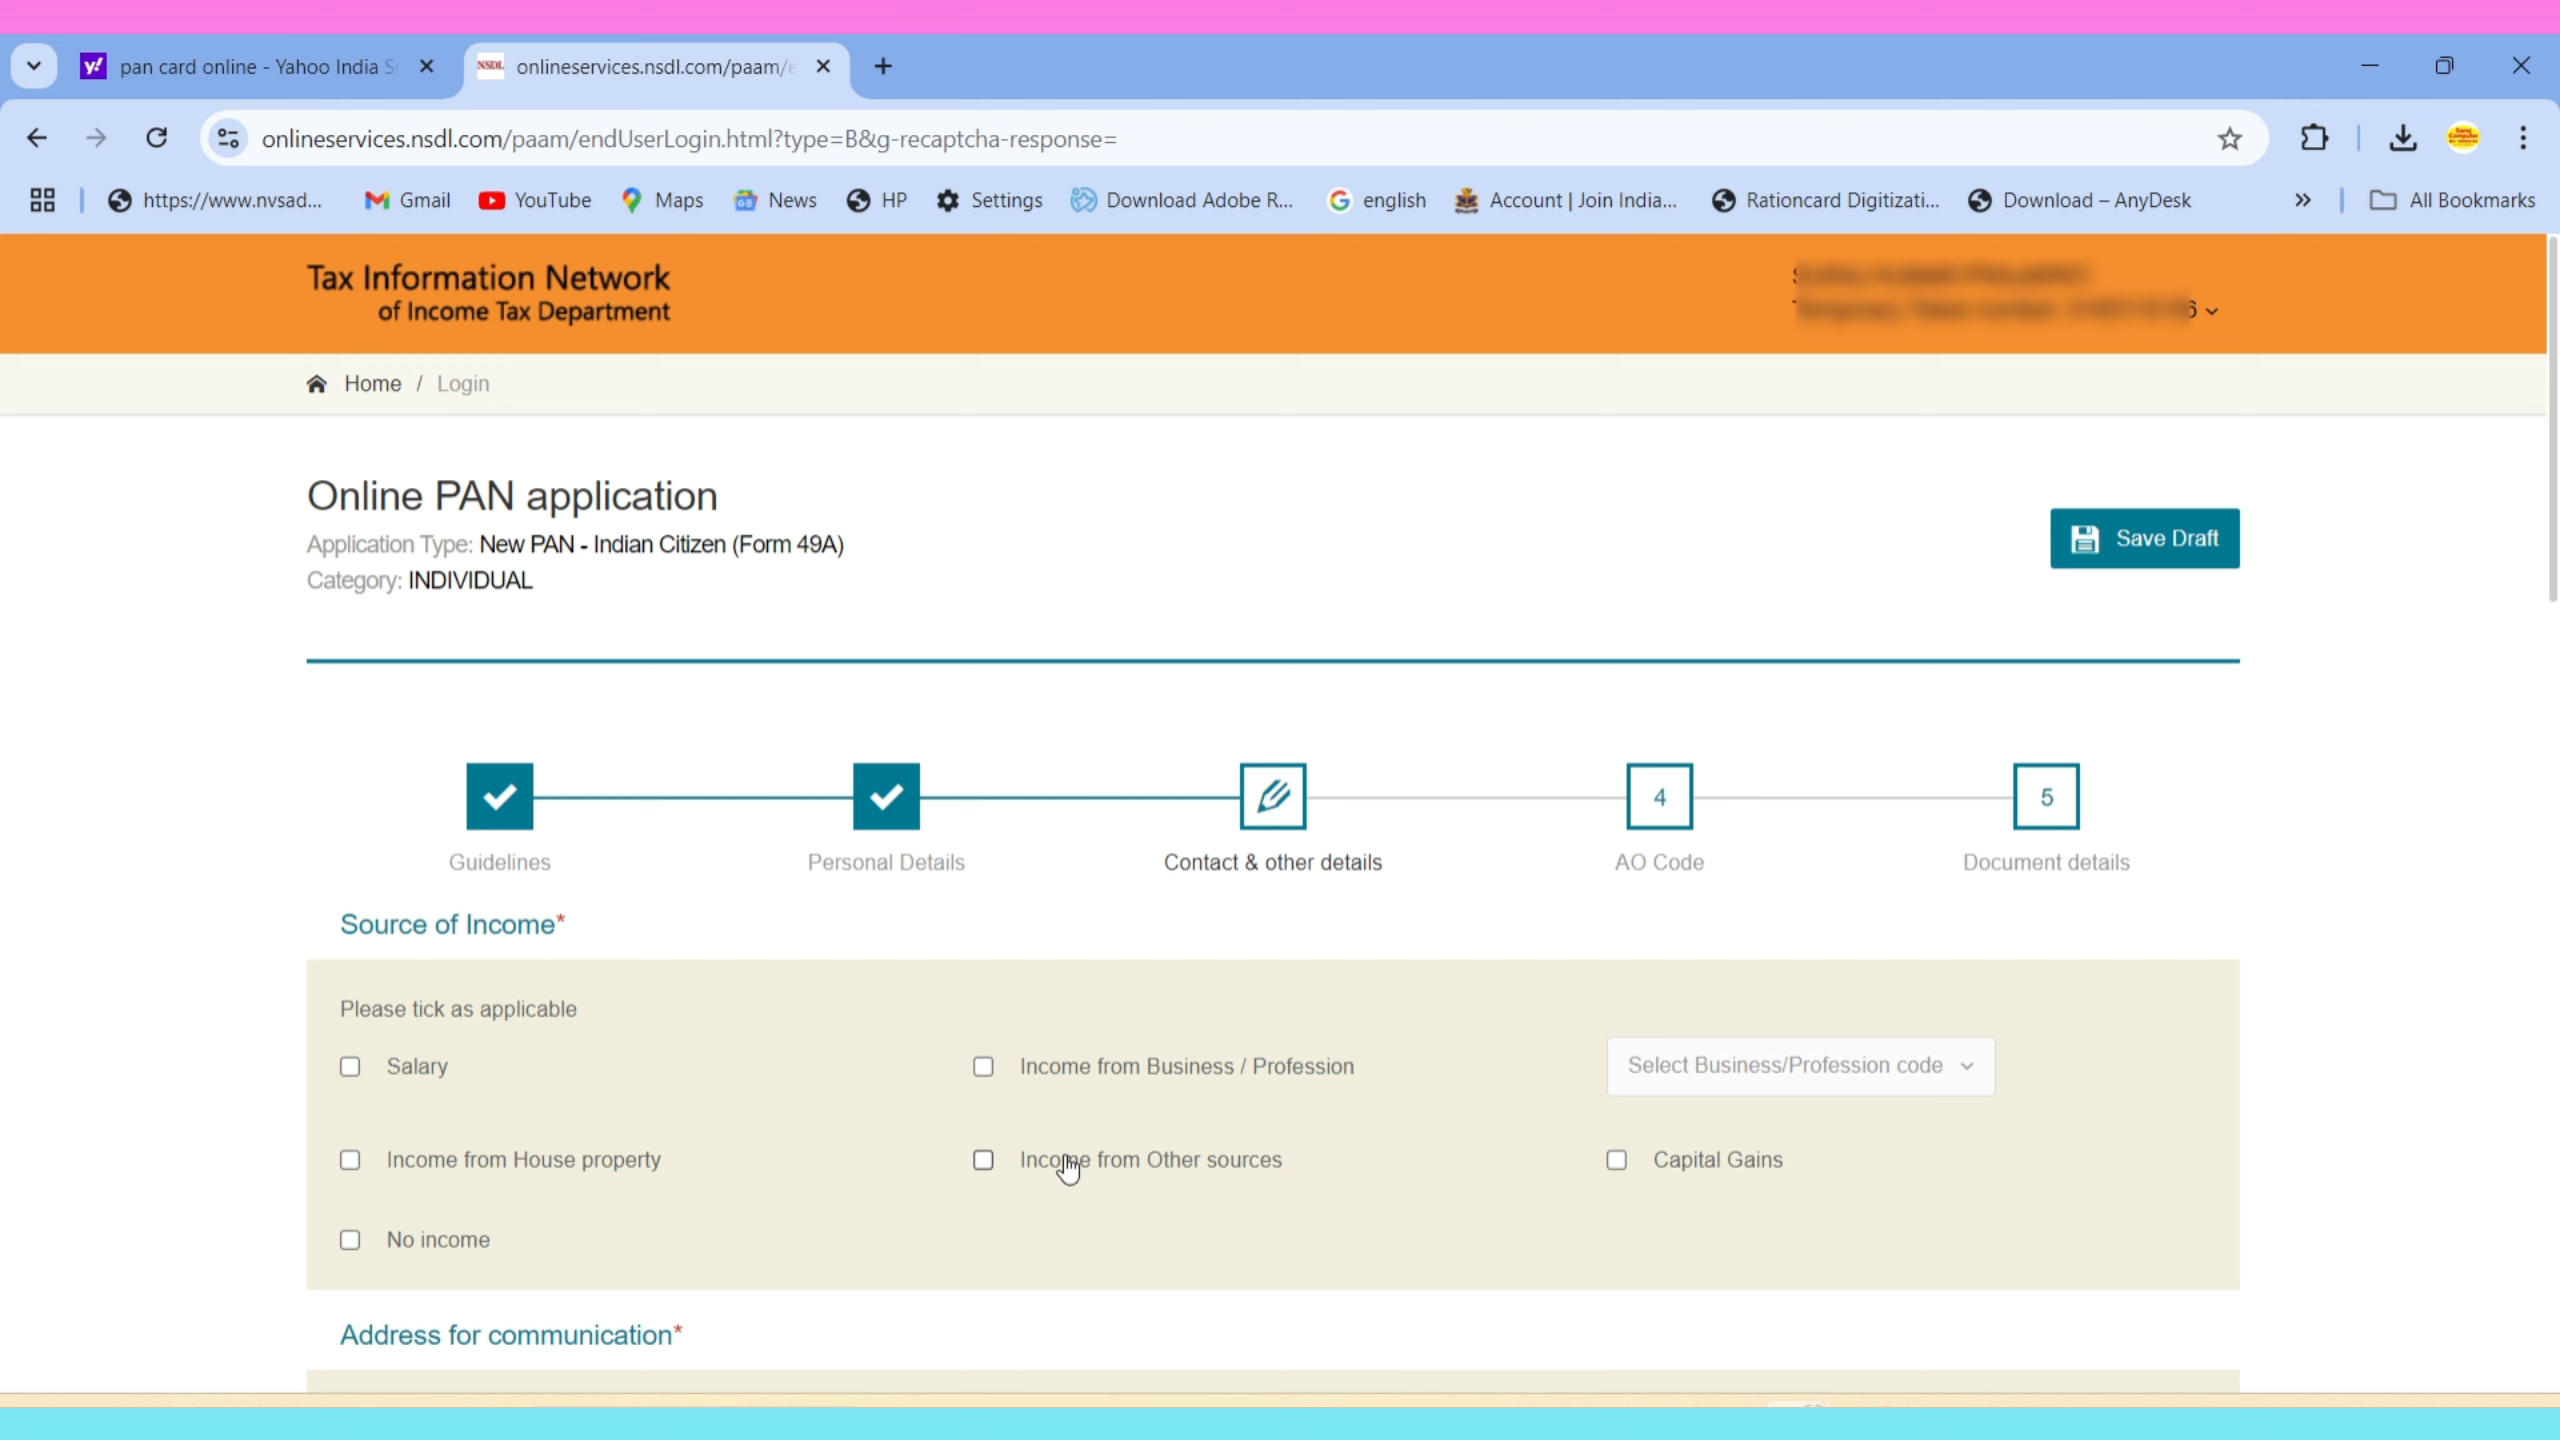 pan card online - Yahoo India S
NSDL onlineservices.nsdl.com/paam/e
onlineservices.nsdl.com/paam/endUserLogin.html?type=B&g-recaptcha-response=
https://www.nvsad... Gmail YouTube Maps News HP Settings Download Adobe R... english Account | Join India... Rationcard Digitizati... Download – AnyDesk » All Bookmarks
Tax Information Network
of Income Tax Department
Home / Login
Online PAN application
Application Type: New PAN - Indian Citizen (Form 49A)
Category: INDIVIDUAL
Save Draft
4
5
Guidelines
Personal Details
Contact & other details
AO Code
Document details
Source of Income*
Please tick as applicable
Salary
Income from Business / Profession
Select Business/Profession code
Income from House property
Income from Other sources
Capital Gains
No income
Address for communication*